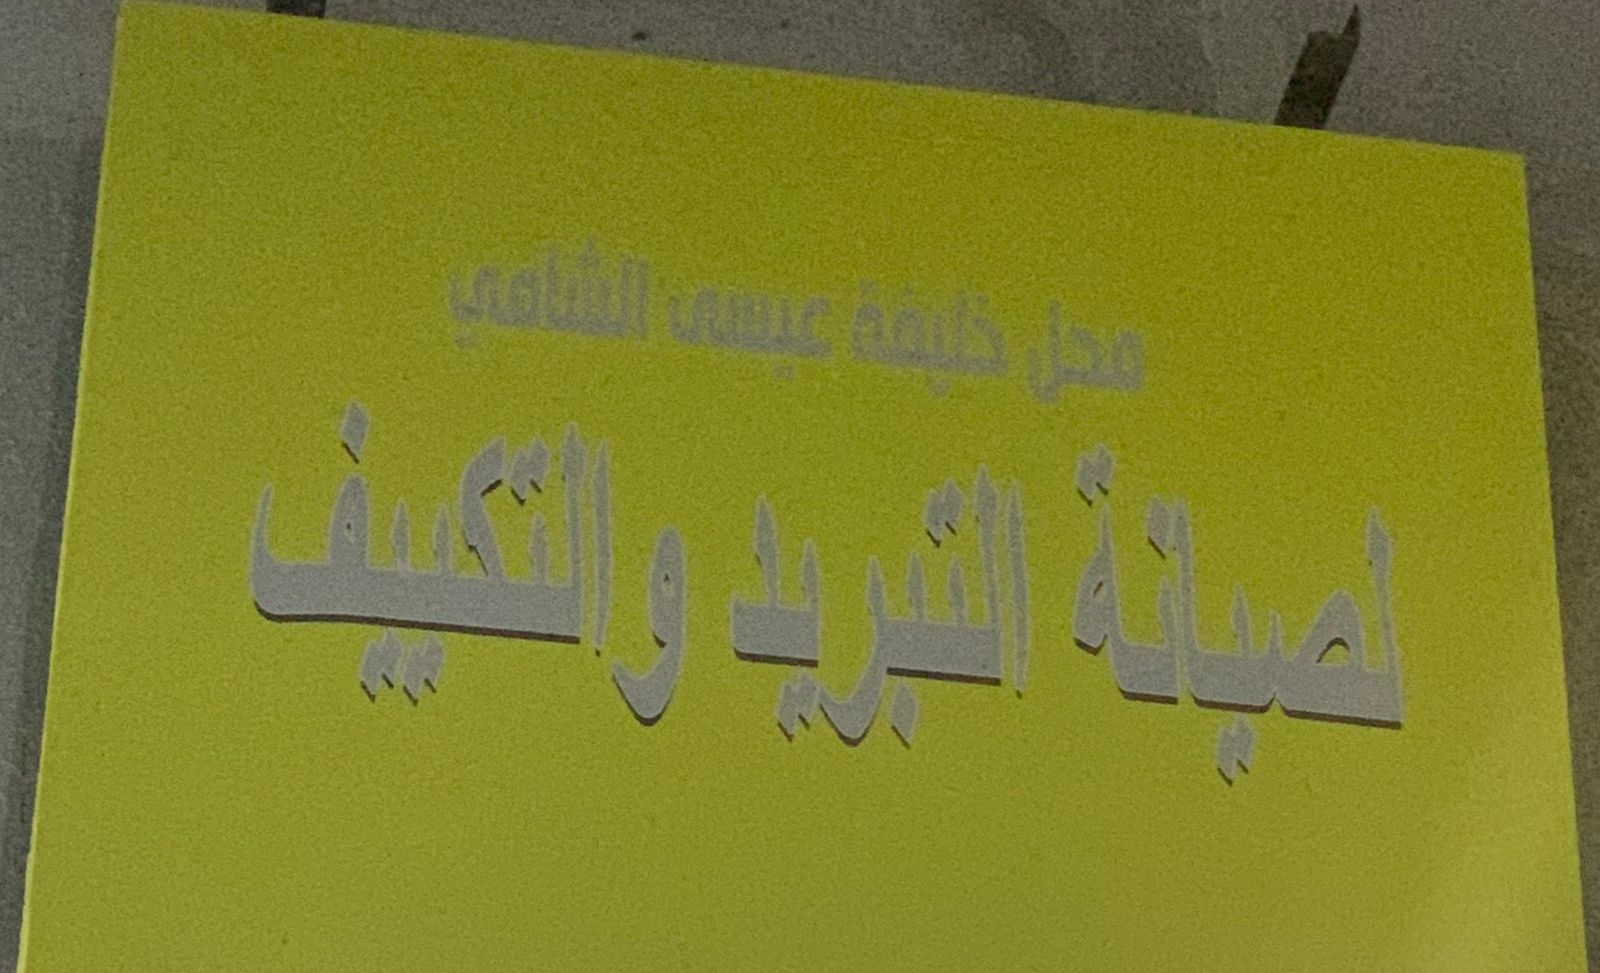 محل خليفة عيسى الشامي
لصيانة التبريد والتكييف